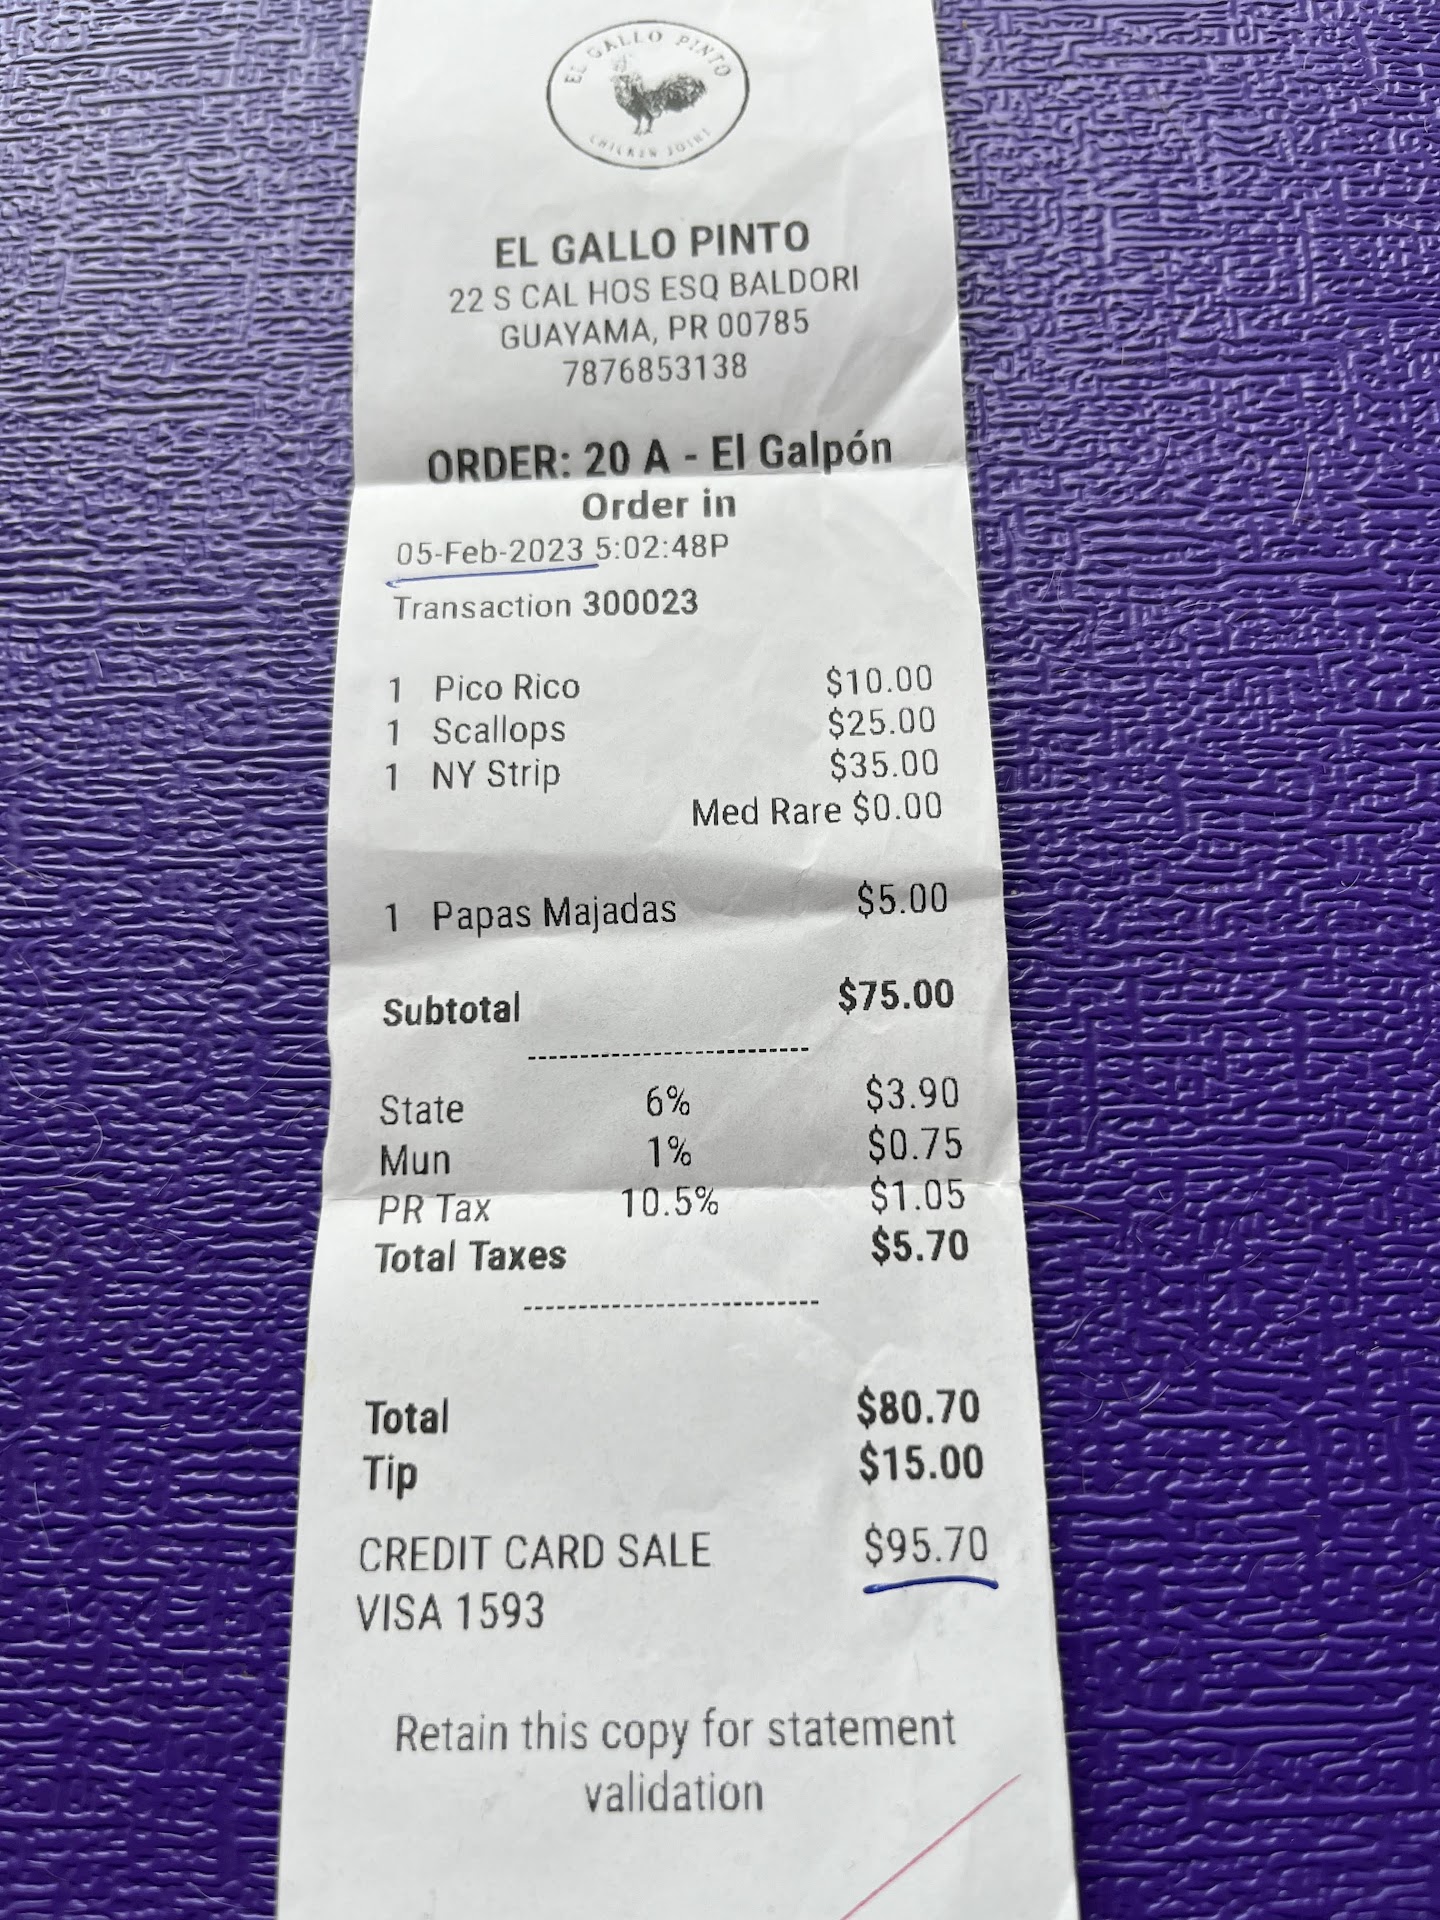 EL GALLO PINTO
CHICKEN JOINT
EL GALLO PINTO
22 S CAL HOS ESQ BALDORI
GUAYAMA, PR 00785
7876853138
ORDER: 20 A - El Galpón
Order in
05-Feb-2023 5:02:48P
Transaction 300023
1 Pico Rico $10.00
1 Scallops $25.00
1 NY Strip $35.00
Med Rare $0.00
1 Papas Majadas $5.00
Subtotal $75.00
State 6% $3.90
Mun 1% $0.75
PR Tax 10.5% $1.05
Total Taxes $5.70
Total $80.70
Tip $15.00
CREDIT CARD SALE $95.70
VISA 1593
Retain this copy for statement
validation